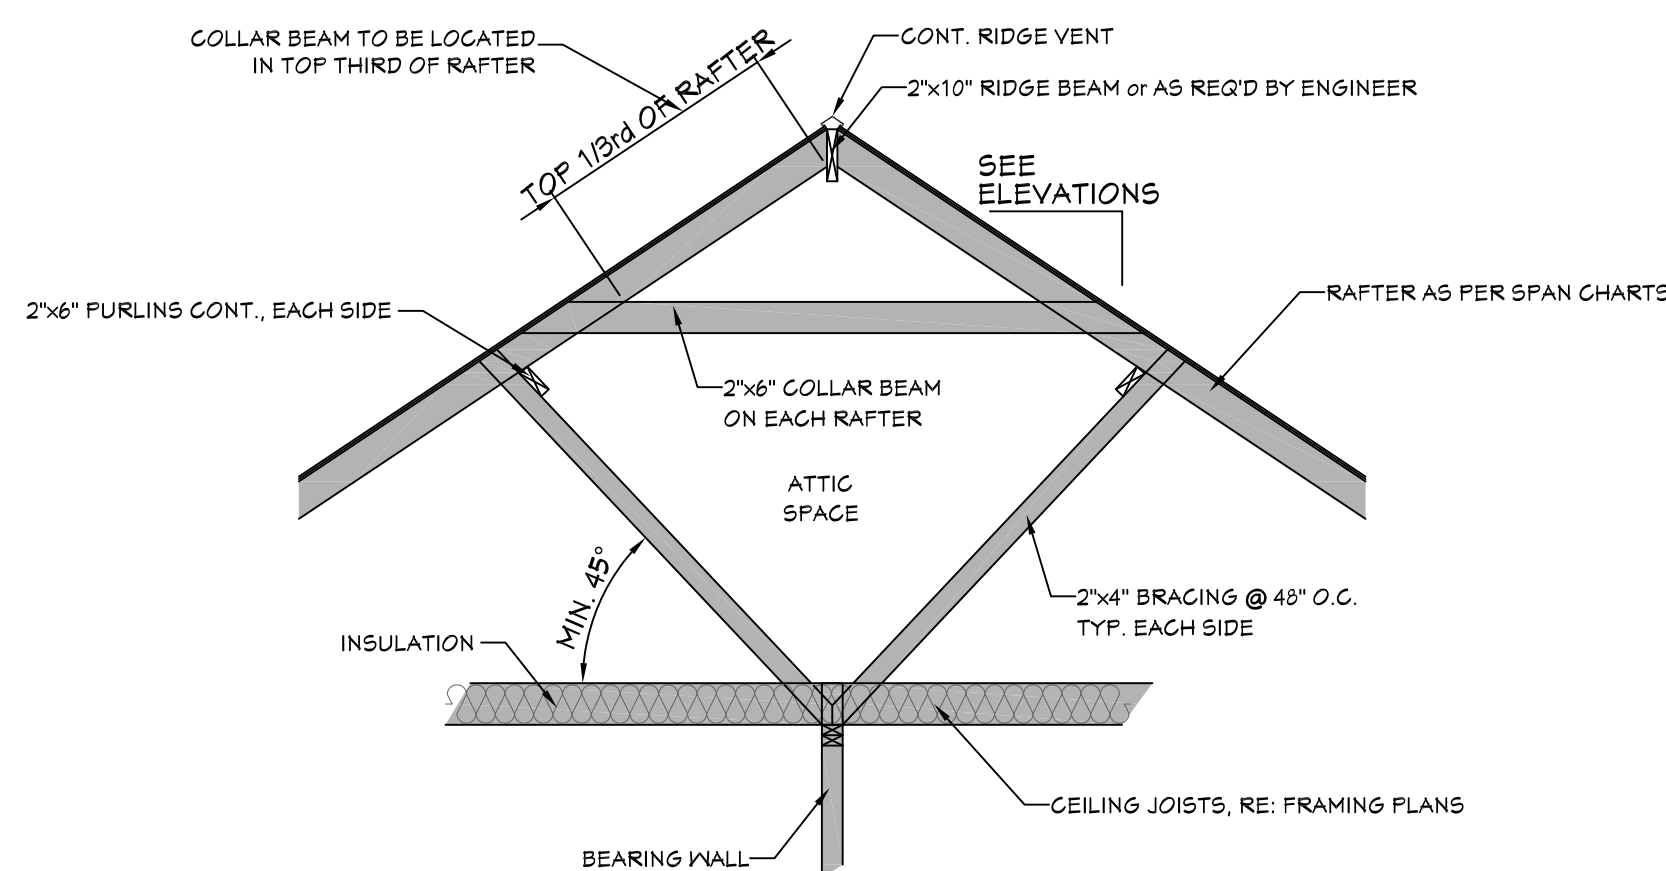 COLLAR BEAM TO BE LOCATED
IN TOP THIRD OF RAFTER
TOP 1/3rd OF RAFTER
CONT. RIDGE VENT
2"x10" RIDGE BEAM or AS REQ'D BY ENGINEER
SEE
ELEVATIONS
2"x6" PURLINS CONT., EACH SIDE
RAFTER AS PER SPAN CHARTS
2"x6" COLLAR BEAM
ON EACH RAFTER
ATTIC
SPACE
MIN. 45°
2"x4" BRACING @ 48" O.C.
TYP. EACH SIDE
INSULATION
CEILING JOISTS, RE: FRAMING PLANS
BEARING WALL